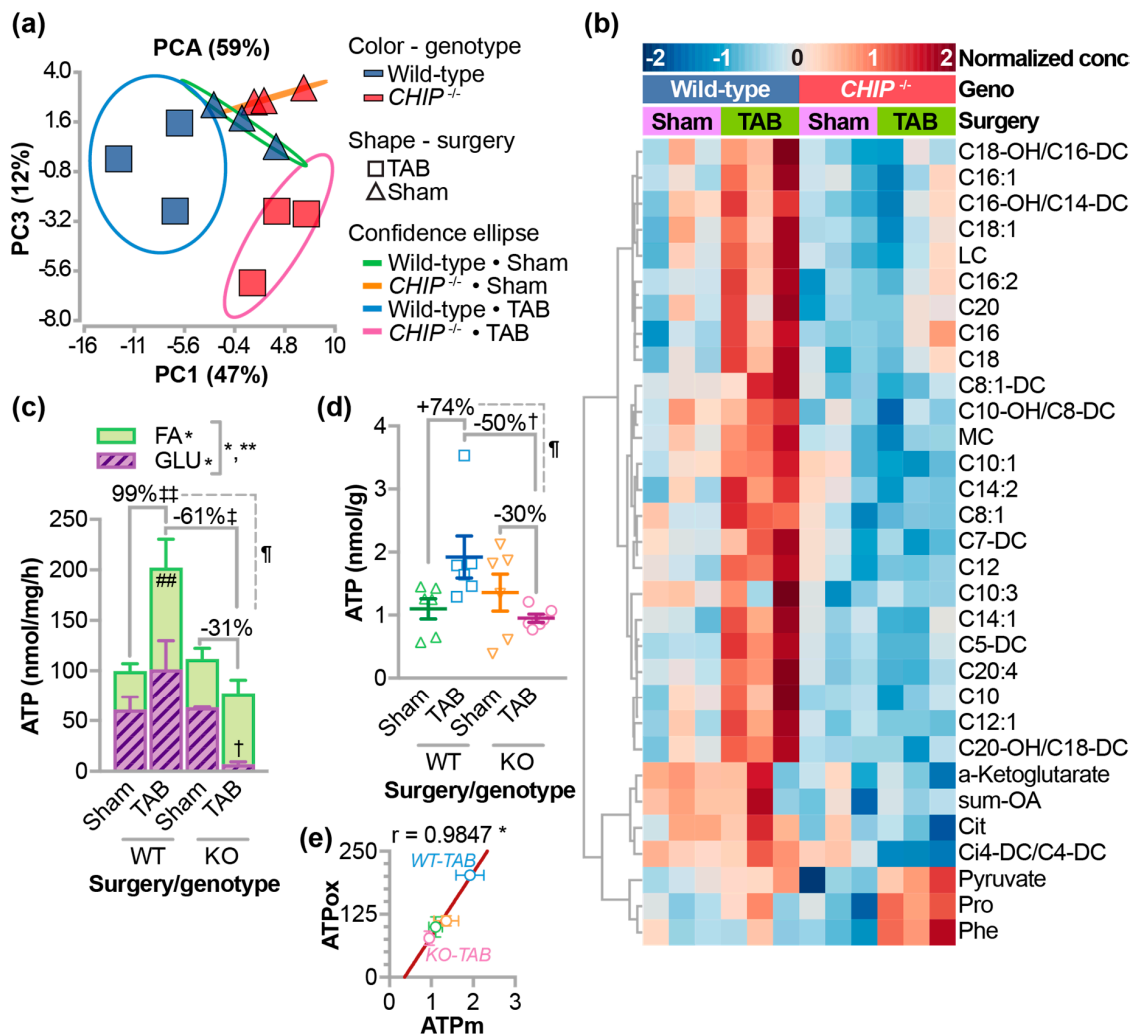 (a)
PCA (59%)
4.0
1.6
-0.8
-3.2
-5.6
-8.0
PC3 (12%)
-16
-11
-5.6
-0.4
4.8
10
PC1 (47%)
Color - genotype
Wild-type
CHIP -/-
Shape - surgery
TAB
Sham
Confidence ellipse
Wild-type • Sham
CHIP -/- • Sham
Wild-type • TAB
CHIP -/- • TAB
(b)
-2 -1 0 1 2 Normalized conc
Wild-type CHIP -/- Geno
Sham TAB Sham TAB Surgery
C18-OH/C16-DC
C16:1
C16-OH/C14-DC
C18:1
LC
C16:2
C20
C16
C18
C8:1-DC
C10-OH/C8-DC
MC
C10:1
C14:2
C8:1
C7-DC
C12
C10:3
C14:1
C5-DC
C20:4
C10
C12:1
C20-OH/C18-DC
a-Ketoglutarate
sum-OA
Cit
Ci4-DC/C4-DC
Pyruvate
Pro
Phe
(c)
FA*
GLU*
*,**
99%‡‡
-61%‡
¶
-31%
##
†
250
200
150
100
50
0
ATP (nmol/mg/h)
Sham TAB Sham TAB
WT KO
Surgery/genotype
(d)
+74%
-50%†
¶
-30%
4
3
2
1
0
ATP (nmol/g)
Sham TAB Sham TAB
WT KO
Surgery/genotype
(e)
r = 0.9847 *
WT-TAB
KO-TAB
250
125
0
ATPox
0 1 2 3
ATPm